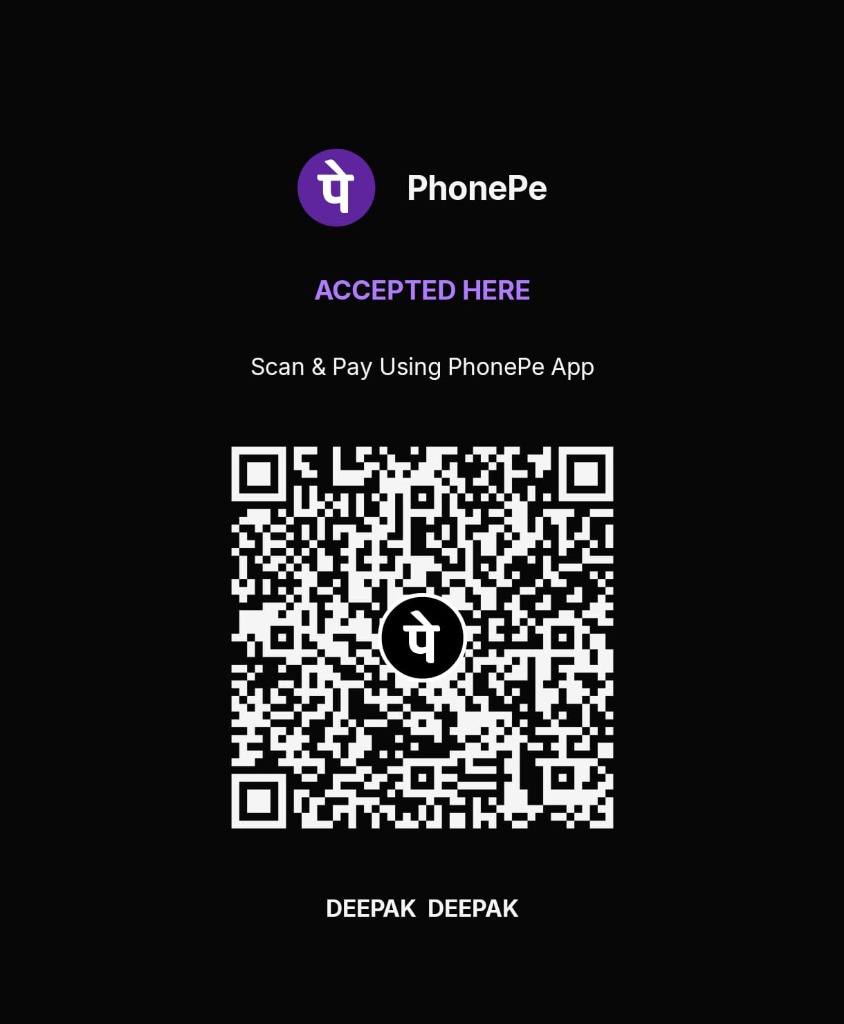 पे PhonePe
ACCEPTED HERE
Scan & Pay Using PhonePe App
पे
DEEPAK DEEPAK